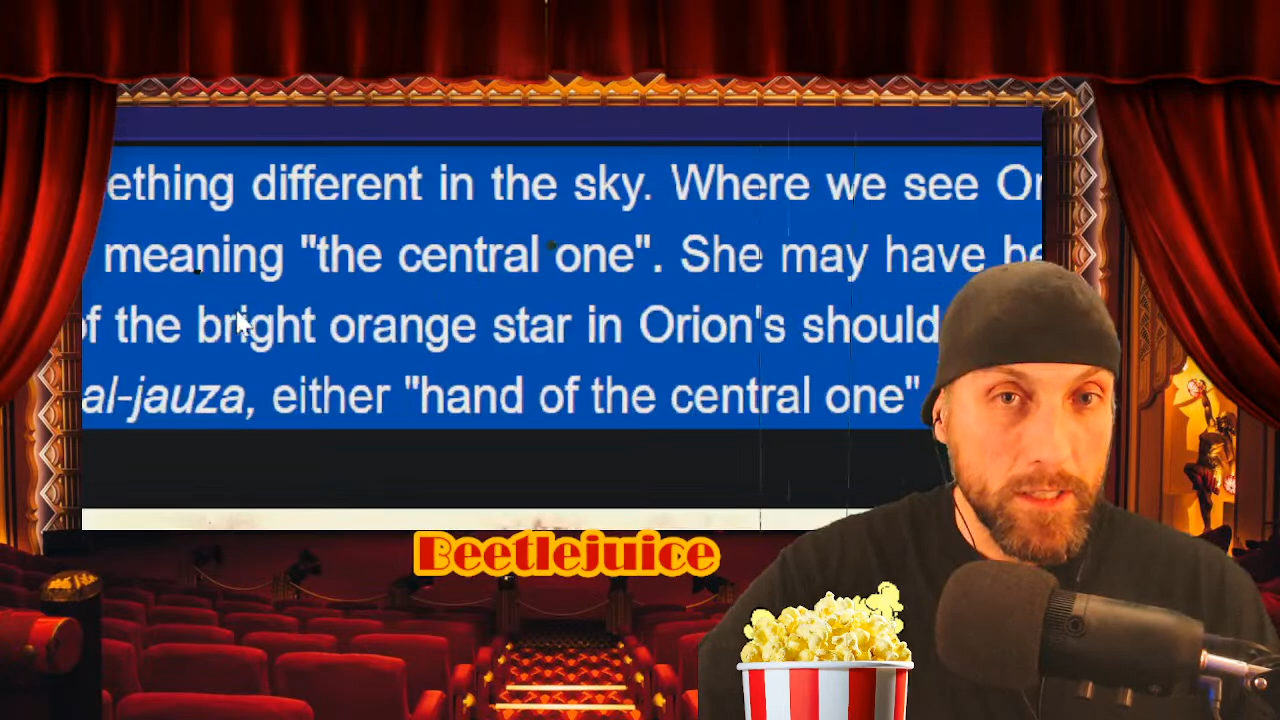 ething different in the sky. Where we see Or
meaning "the central one". She may have be
of the bright orange star in Orion's should
al-jauza, either "hand of the central one"
Beetlejuice